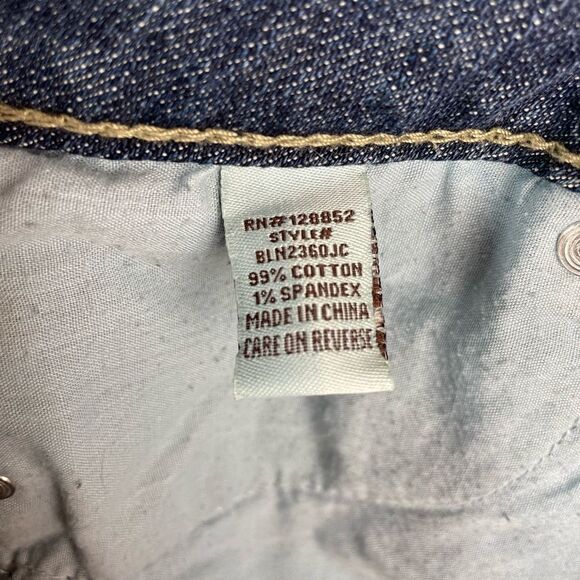 RN#128852
STYLE#
BLN2360JC
99% COTTON
1% SPANDEX
MADE IN CHINA
CARE ON REVERSE